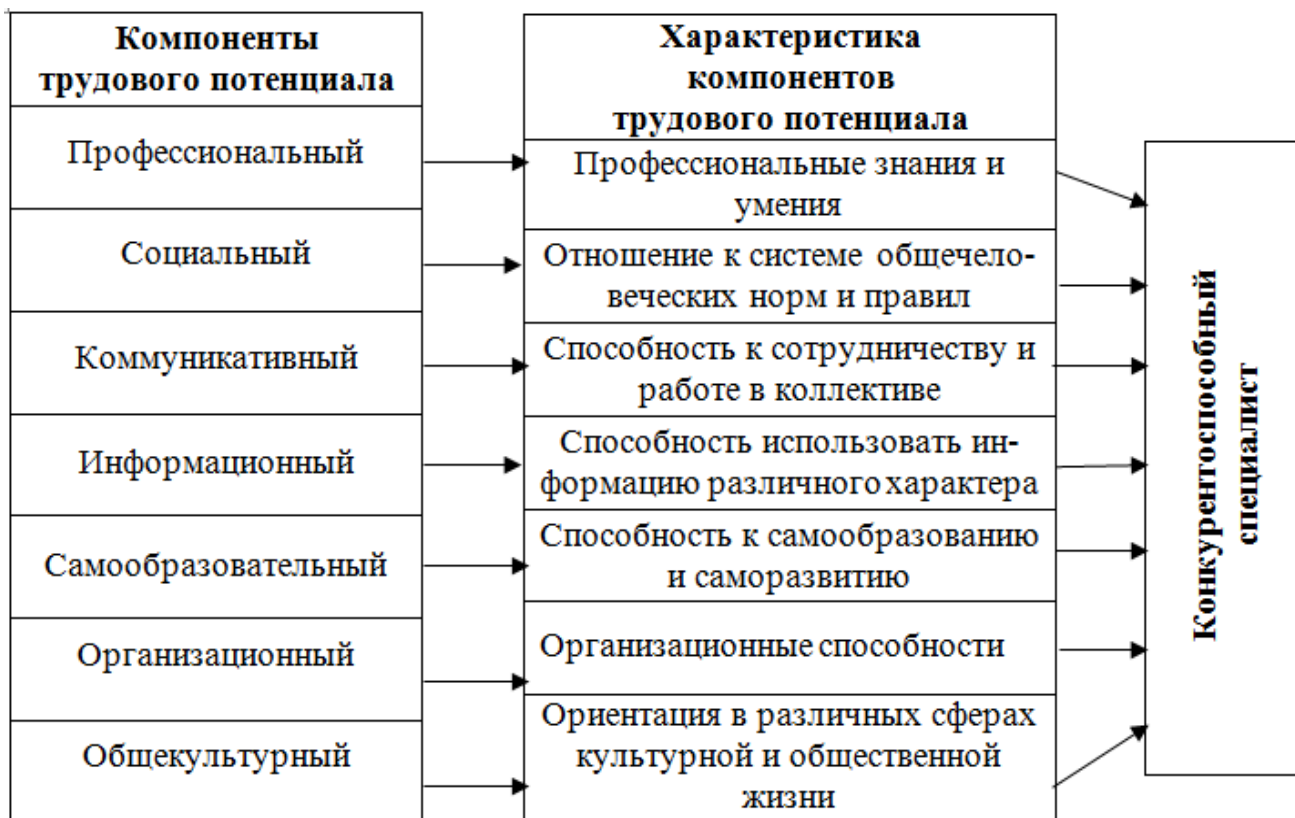 Компоненты
трудового потенциала
Профессиональный
Социальный
Коммуникативный
Информационный
Самообразовательный
Организационный
Общекультурный
Характеристика
компонентов
трудового потенциала
Профессиональные знания и
умения
Отношение к системе общечело-
веческих норм и правил
Способность к сотрудничеству и
работе в коллективе
Способность использовать ин-
формацию различного характера
Способность к самообразованию
и саморазвитию
Организационные способности
Ориентация в различных сферах
культурной и общественной
жизни
Конкурентоспособный
специалист